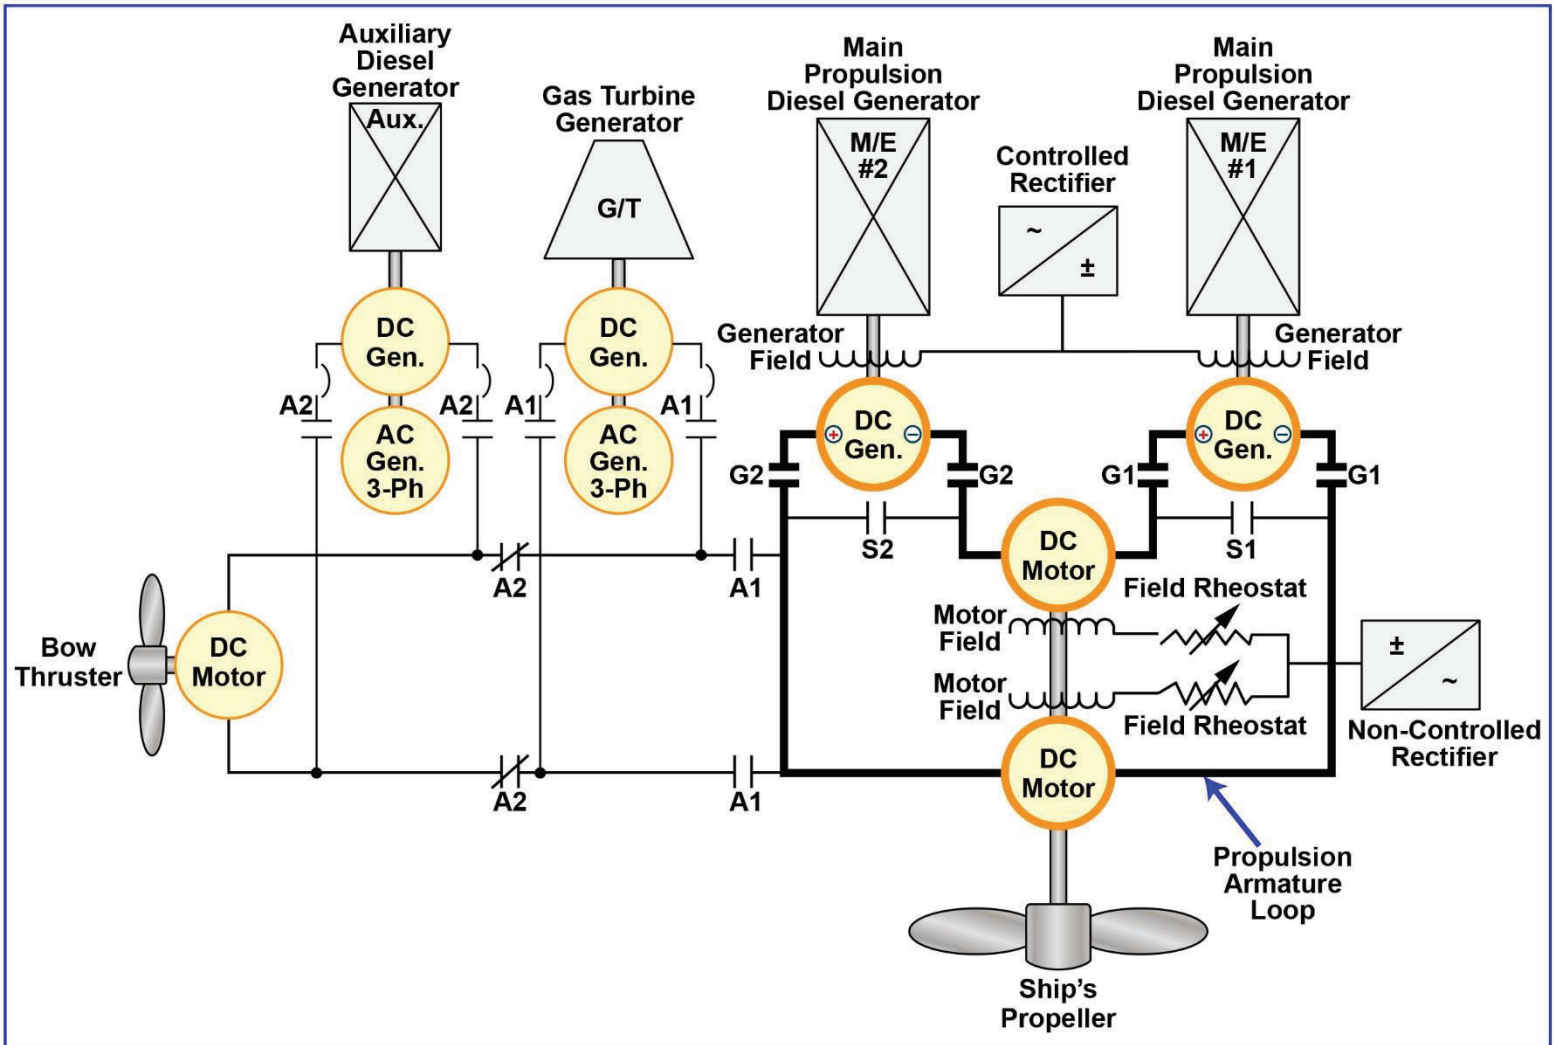 Auxiliary
Diesel
Generator
Aux.
Gas Turbine
Generator
G/T
Main
Propulsion
Diesel Generator
M/E
#2
Controlled
Rectifier
~
±
Main
Propulsion
Diesel Generator
M/E
#1
Generator
Field
Generator
Field
DC
Gen.
DC
Gen.
A2
A2
A1
A1
AC
Gen.
3-Ph
AC
Gen.
3-Ph
+
DC
Gen.
−
+
DC
Gen.
−
G2
G2
G1
G1
S2
S1
A2
A1
DC
Motor
Field Rheostat
Motor
Field
Motor
Field
Field Rheostat
±
~
Non-Controlled
Rectifier
Bow
Thruster
DC
Motor
A2
A1
DC
Motor
Propulsion
Armature
Loop
Ship's
Propeller